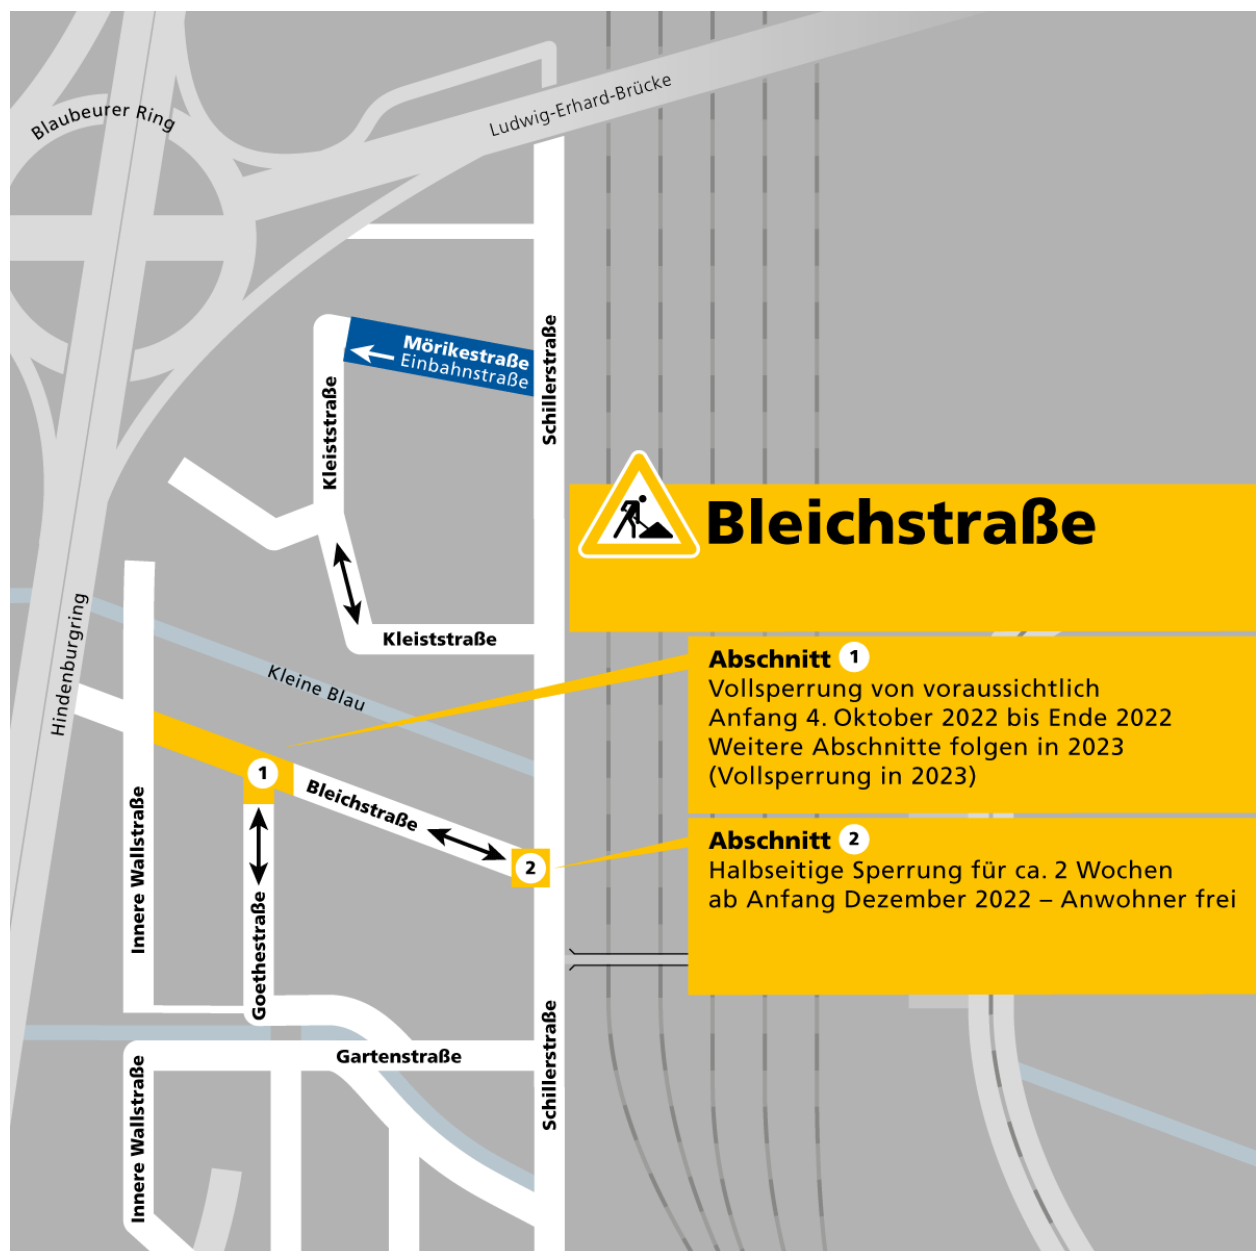 Blaubeurer Ring
Ludwig-Erhard-Brücke
Mörikestraße
Einbahnstraße
Schillerstraße
Kleiststraße
Bleichstraße
Kleiststraße
Hindenburgring
Kleine Blau
Abschnitt 1
Vollsperrung von voraussichtlich
Anfang 4. Oktober 2022 bis Ende 2022
Weitere Abschnitte folgen in 2023
(Vollsperrung in 2023)
1
Bleichstraße
Innere Wallstraße
2
Abschnitt 2
Halbseitige Sperrung für ca. 2 Wochen
ab Anfang Dezember 2022 – Anwohner frei
Goethestraße
Gartenstraße
Schillerstraße
Innere Wallstraße